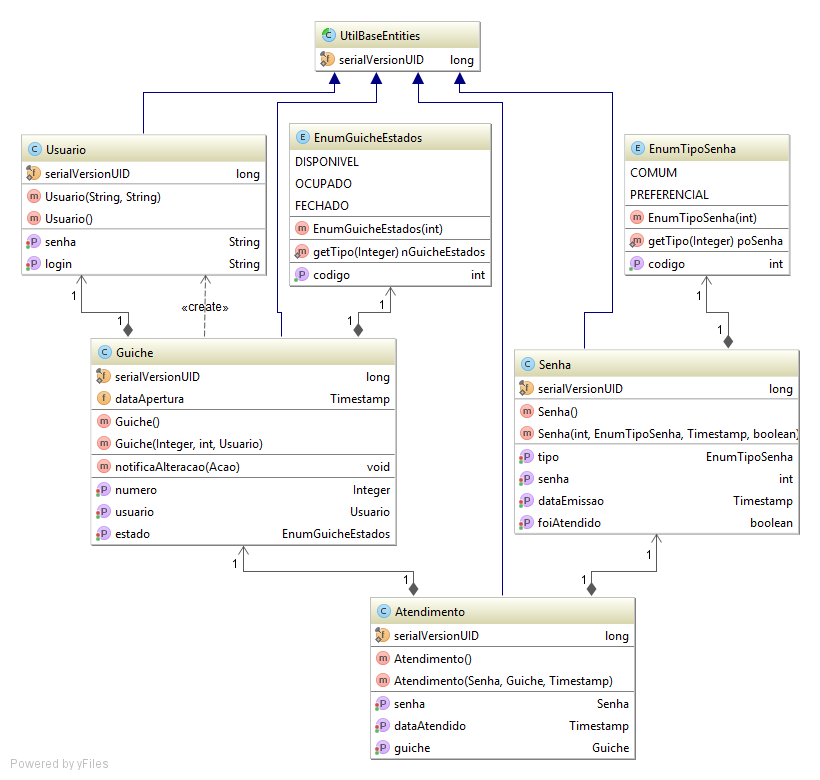 UtilBaseEntities
serialVersionUID long
Usuario
serialVersionUID long
Usuario(String, String)
Usuario()
senha String
login String
EnumGuicheEstados
DISPONIVEL
OCUPADO
FECHADO
EnumGuicheEstados(int)
getTipo(Integer) nGuicheEstados
codigo int
EnumTipoSenha
COMUM
PREFERENCIAL
EnumTipoSenha(int)
getTipo(Integer) poSenha
codigo int
1
1
«create»
1
1
1
1
Guiche
serialVersionUID long
dataApertura Timestamp
Guiche()
Guiche(Integer, int, Usuario)
notificaAlteracao(Acao) void
numero Integer
usuario Usuario
estado EnumGuicheEstados
Senha
serialVersionUID long
Senha()
Senha(int, EnumTipoSenha, Timestamp, boolean)
tipo EnumTipoSenha
senha int
dataEmissao Timestamp
foiAtendido boolean
1
1
1
1
Atendimento
serialVersionUID long
Atendimento()
Atendimento(Senha, Guiche, Timestamp)
senha Senha
dataAtendido Timestamp
guiche Guiche
Powered by yFiles